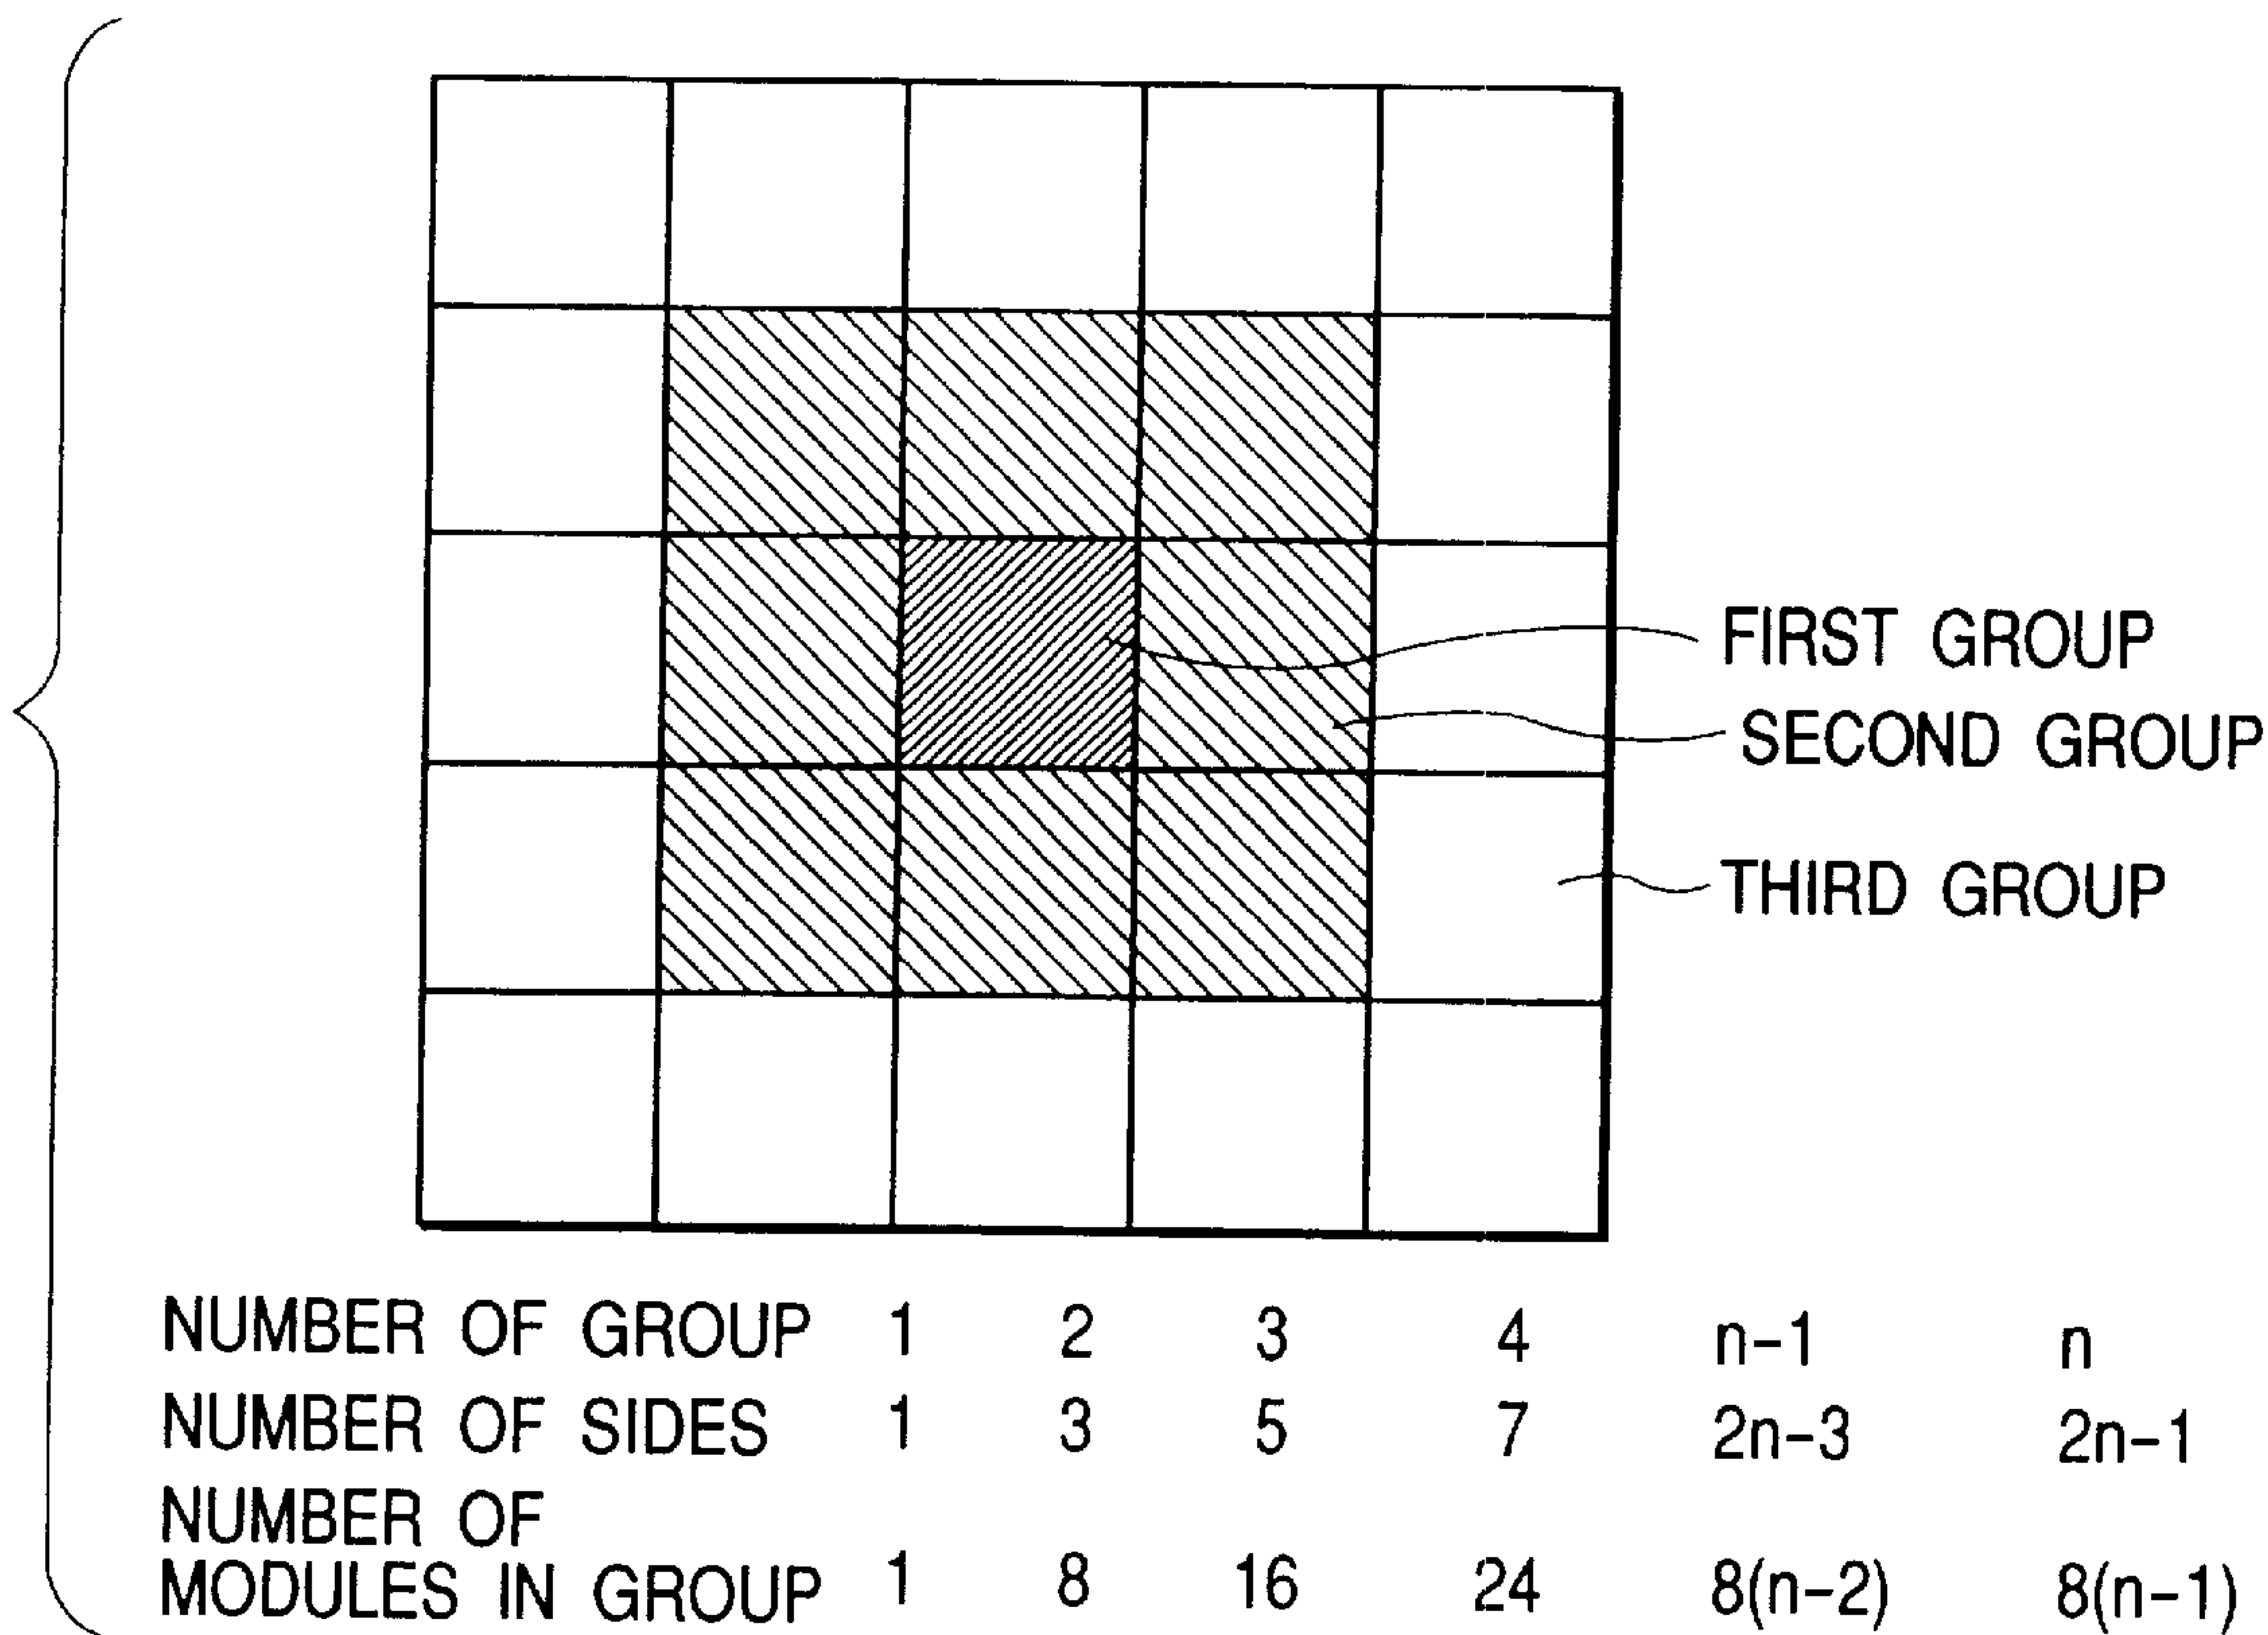 FIRST GROUP
SECOND GROUP
THIRD GROUP
NUMBER OF GROUP 1 2 3 4 n-1 n
NUMBER OF SIDES 1 3 5 7 2n-3 2n-1
NUMBER OF
MODULES IN GROUP 1 8 16 24 8(n-2) 8(n-1)